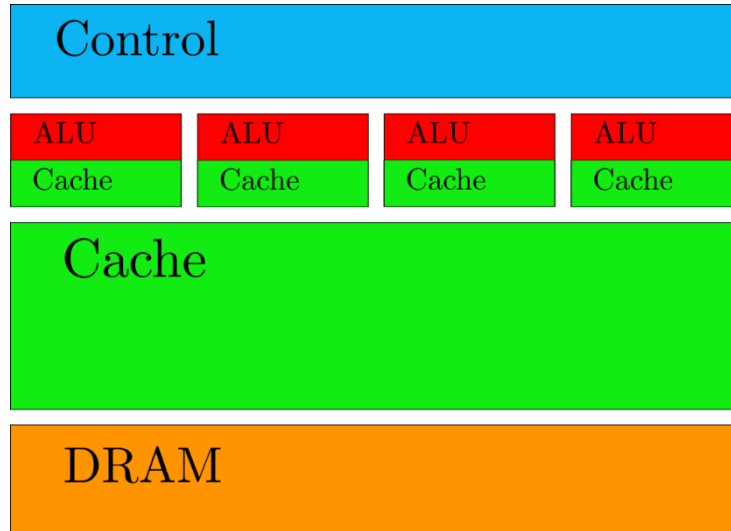 Control
ALU ALU ALU ALU
Cache Cache Cache Cache
Cache
DRAM